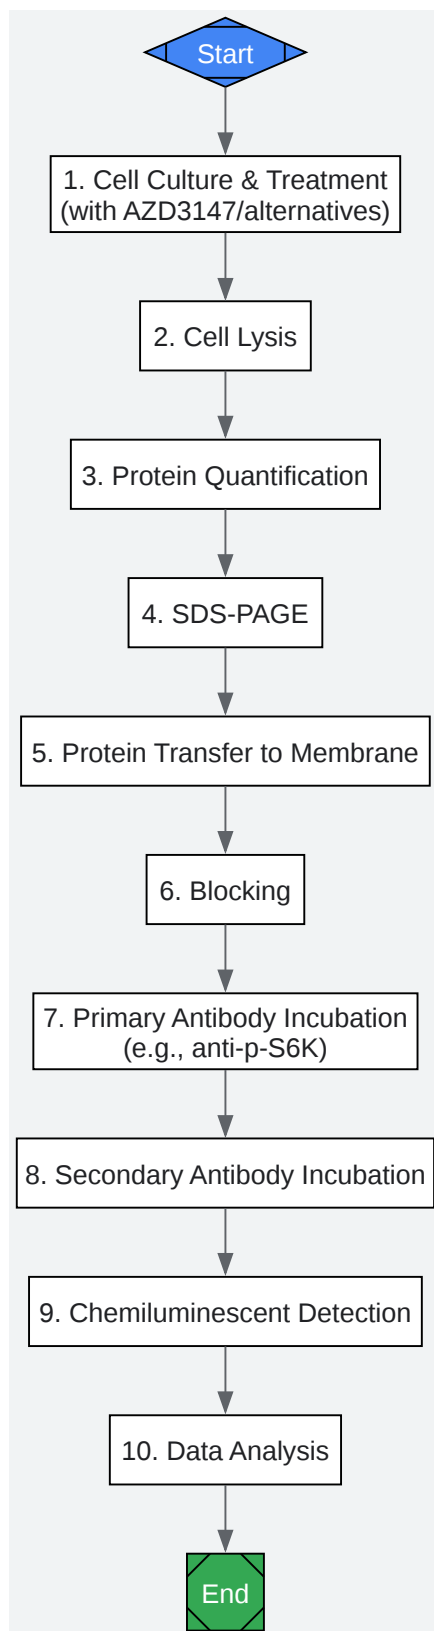 Start
1. Cell Culture & Treatment
(with AZD3147/alternatives)
2. Cell Lysis
3. Protein Quantification
4. SDS-PAGE
5. Protein Transfer to Membrane
6. Blocking
7. Primary Antibody Incubation
(e.g., anti-p-S6K)
8. Secondary Antibody Incubation
9. Chemiluminescent Detection
10. Data Analysis
End